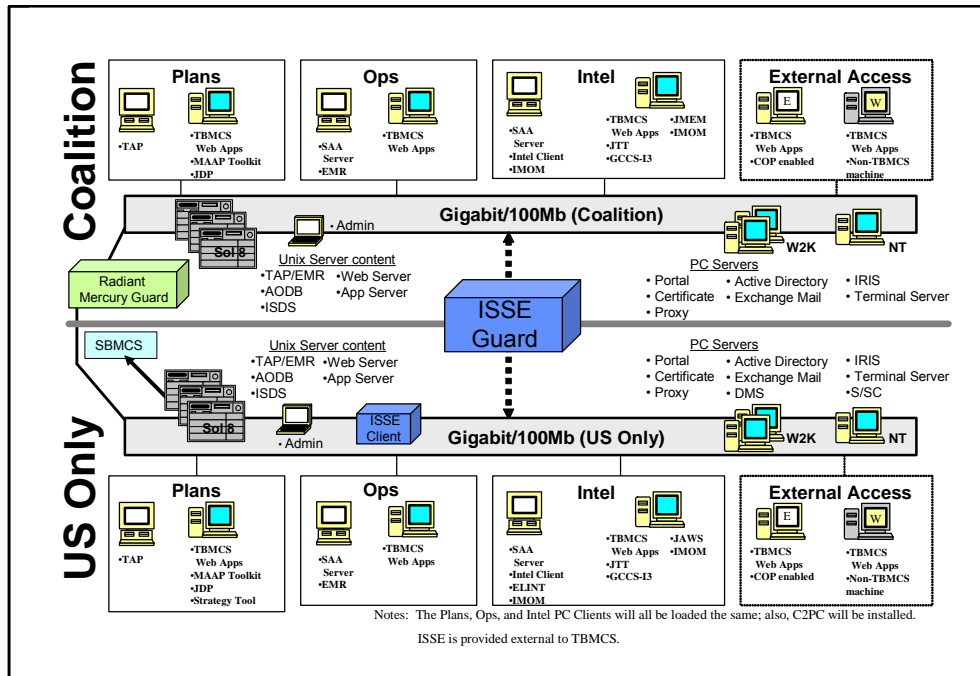 Coalition
Plans
•TAP
•TBMCS
Web Apps
•MAAP Toolkit
•JDP
Ops
•SAA
Server
•EMR
•TBMCS
Web Apps
Intel
•SAA
Server
•Intel Client
•IMOM
•TBMCS
Web Apps
•JTT
•GCCS-I3
•JMEM
•IMOM
External Access
E
•TBMCS
Web Apps
•COP enabled
W
•TBMCS
Web Apps
•Non-TBMCS
machine
Gigabit/100Mb (Coalition)
Sol 8
• Admin
W2K
NT
Radiant
Mercury Guard
Unix Server content
•TAP/EMR
•AODB
•ISDS
•Web Server
•App Server
ISSE
Guard
PC Servers
• Portal
• Certificate
• Proxy
• Active Directory
• Exchange Mail
• IRIS
• Terminal Server
US Only
SBMCS
Unix Server content
•TAP/EMR
•AODB
•ISDS
• Web Server
• App Server
PC Servers
• Portal
• Certificate
• Proxy
• Active Directory
• Exchange Mail
• DMS
• IRIS
• Terminal Server
• S/SC
Sol 8
• Admin
ISSE
Client
Gigabit/100Mb (US Only)
W2K
NT
Plans
•TAP
•TBMCS
Web Apps
•MAAP Toolkit
•JDP
•Strategy Tool
Ops
•SAA
Server
•EMR
•TBMCS
Web Apps
Intel
•SAA
Server
•Intel Client
•ELINT
•IMOM
•TBMCS
Web Apps
•JTT
•GCCS-I3
•JAWS
•IMOM
External Access
E
•TBMCS
Web Apps
•COP enabled
W
•TBMCS
Web Apps
•Non-TBMCS
machine
Notes: The Plans, Ops, and Intel PC Clients will all be loaded the same; also, C2PC will be installed.
ISSE is provided external to TBMCS.